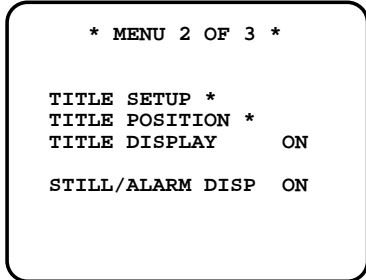 * MENU 2 OF 3 *
TITLE SETUP *
TITLE POSITION *
TITLE DISPLAY ON
STILL/ALARM DISP ON